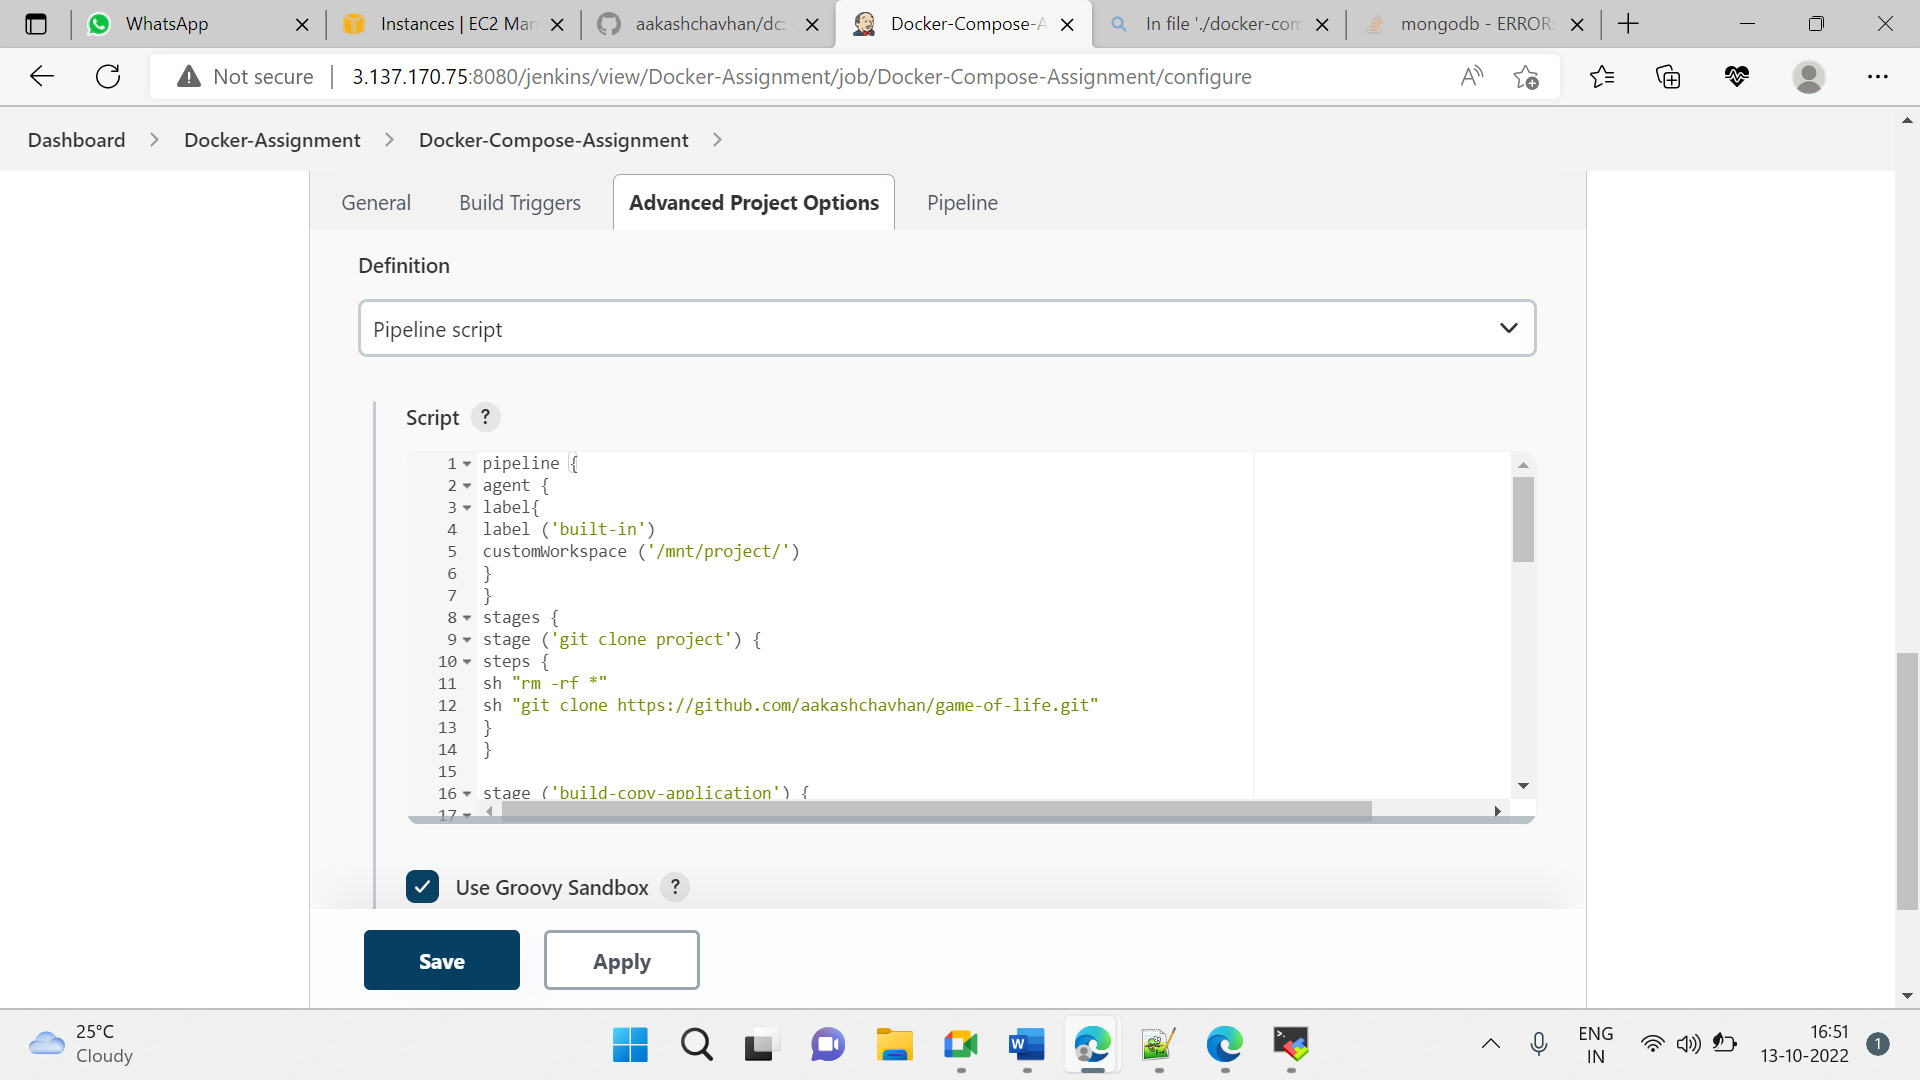 WhatsApp
Instances | EC2 Man
aakashchavhan/dc:
Docker-Compose-A
In file './docker-com
mongodb - ERROR:
Not secure
3.137.170.75:8080/jenkins/view/Docker-Assignment/job/Docker-Compose-Assignment/configure
Dashboard
Docker-Assignment
Docker-Compose-Assignment
General
Build Triggers
Advanced Project Options
Pipeline
Definition
Pipeline script
Script ?
1 pipeline {
2 agent {
3 label{
4 label ('built-in')
5 customWorkspace ('/mnt/project/')
6 }
7 }
8 stages {
9 stage ('git clone project') {
10 steps {
11 sh "rm -rf *"
12 sh "git clone https://github.com/aakashchavhan/game-of-life.git"
13 }
14 }
15
16 stage ('build-copy-application') {
17
Use Groovy Sandbox ?
Save
Apply
25°C
Cloudy
ENG
IN
16:51
13-10-2022
1